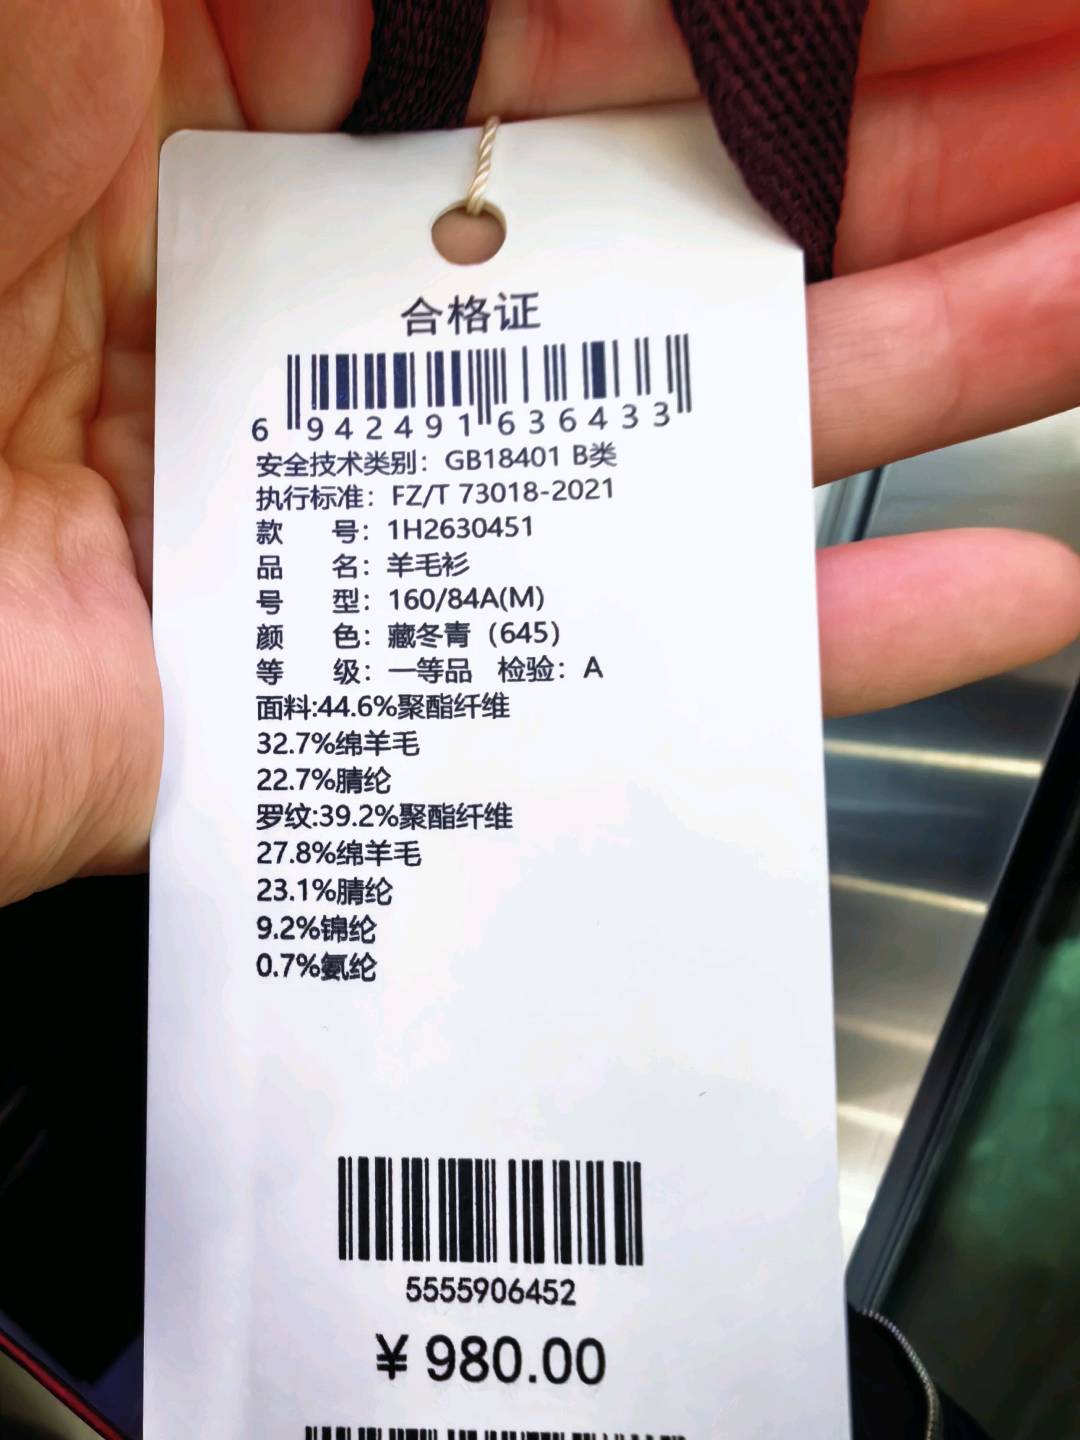 合格证
6 942491 636433
安全技术类别：GB18401 B类
执行标准：FZ/T 73018-2021
款 号：1H2630451
品 名：羊毛衫
号 型：160/84A(M)
颜 色：藏冬青（645）
等 级：一等品 检验：A
面料:44.6%聚酯纤维
32.7%绵羊毛
22.7%腈纶
罗纹:39.2%聚酯纤维
27.8%绵羊毛
23.1%腈纶
9.2%锦纶
0.7%氨纶
5555906452
¥ 980.00